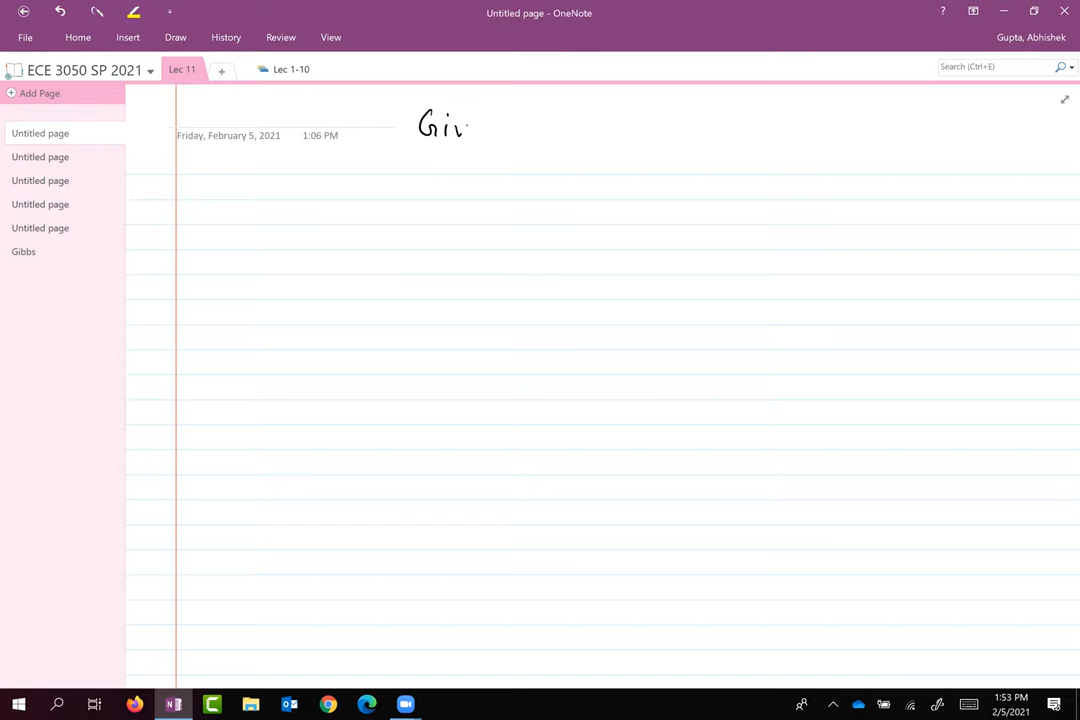 Untitled page - OneNote
?
File Home Insert Draw History Review View
Gupta, Abhishek
ECE 3050 SP 2021
Lec 11
+
Lec 1-10
Search (Ctrl+E)
Add Page
Giv
Friday, February 5, 2021 1:06 PM
Untitled page
Untitled page
Untitled page
Untitled page
Untitled page
Gibbs
1:53 PM
2/5/2021